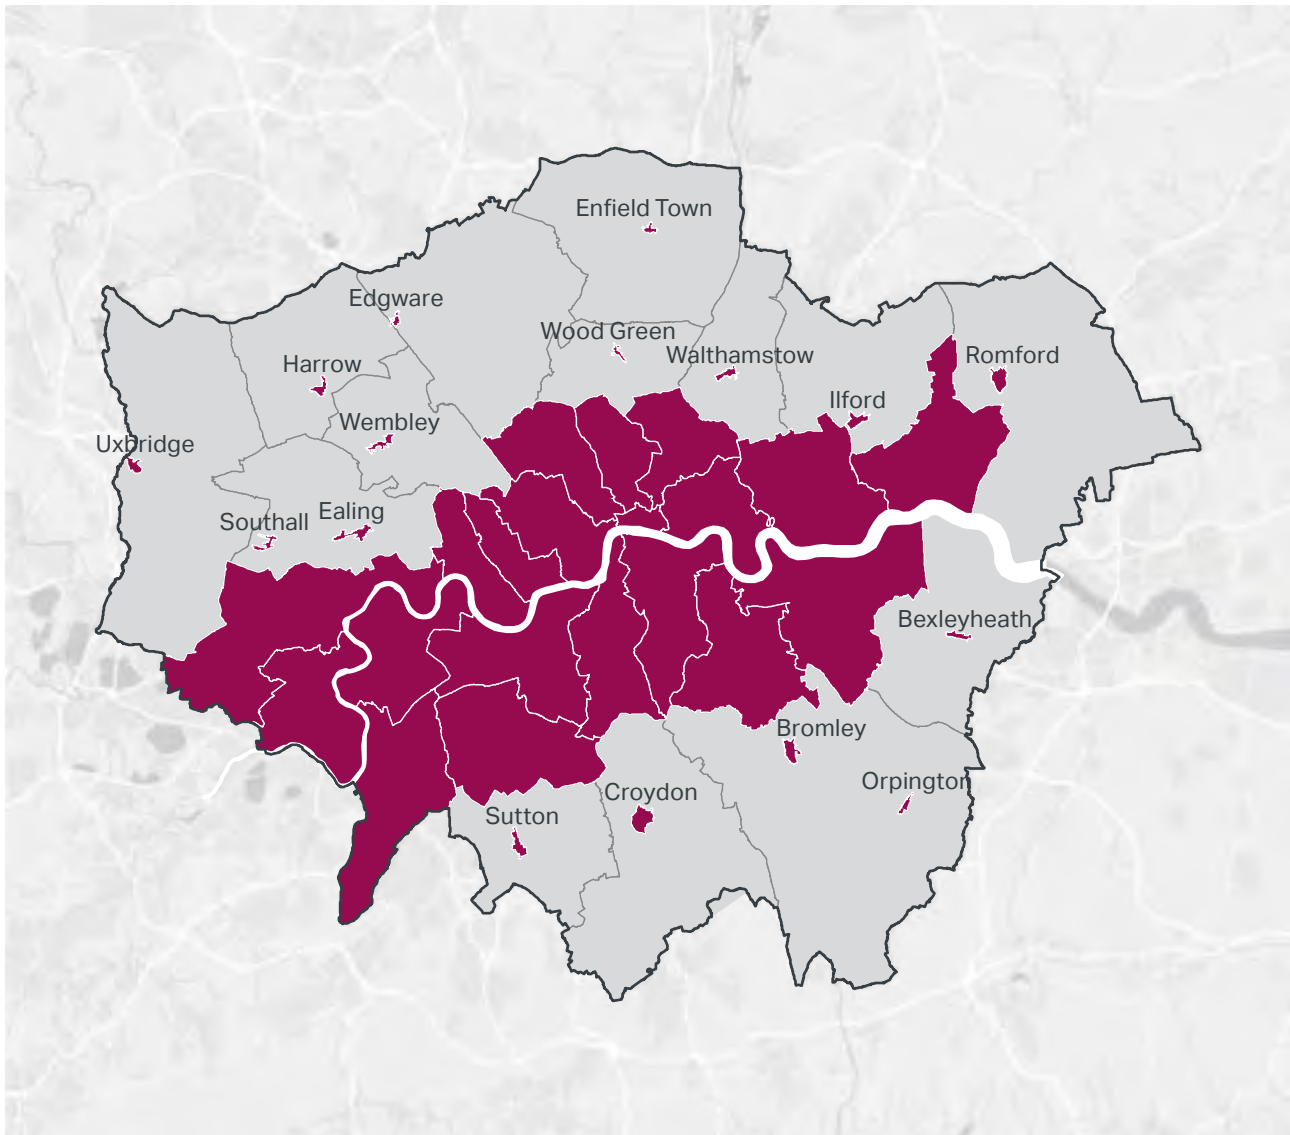 Enfield Town
Edgware
Wood Green
Walthamstow
Romford
Harrow
Ilford
Wembley
Uxbridge
Southall
Ealing
Bexleyheath
Bromley
Orpington
Croydon
Sutton